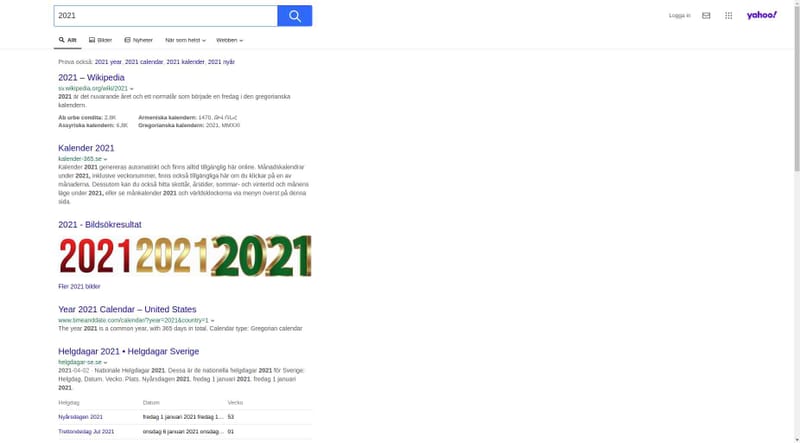 2021
Logga in
yahoo!
Allt Bilder Nyheter När som helst Webben
Prova också: 2021 year, 2021 calendar, 2021 kalender, 2021 nyår
2021 – Wikipedia
sv.wikipedia.org/wiki/2021
2021 är det nuvarande året och ett normalår som började en fredag i den gregorianska
kalendern.
Ab urbe condita: 2,8K Armeniska kalendern: 1470,
Assyriska kalendern: 6,8K Gregorianska kalendern: 2021, MMXXI
Kalender 2021
kalender-365.se
Kalender 2021 genereras automatiskt och finns alltid tillgänglig här online. Månadskalendrar
under 2021, inklusive veckonummer, finns också tillgängliga här om du klickar på en av
månaderna. Dessutom kan du också hitta skottår, årstider, sommar- och vintertid och månens
läge under 2021, eller se månkalender 2021 och världsklockorna via menyn överst på denna
sida.
2021 - Bildsökresultat
2021 2021 2021
Fler 2021 bilder
Year 2021 Calendar – United States
www.timeanddate.com/calendar/?year=2021&country=1
The year 2021 is a common year, with 365 days in total. Calendar type: Gregorian calendar
Helgdagar 2021 • Helgdagar Sverige
helgdagar-se.se
2021-04-02 · Nationale Helgdagar 2021. Dessa är de nationella helgdagar 2021 för Sverige:
Helgdag. Datum. Vecko. Plats. Nyårsdagen 2021, fredag 1 januari 2021. fredag 1 januari
2021.
Helgdag Datum Vecko
Nyårsdagen 2021 fredag 1 januari 2021 fredag 1... 53
Trettondedag Jul 2021 onsdag 6 januari 2021 onsdag... 01